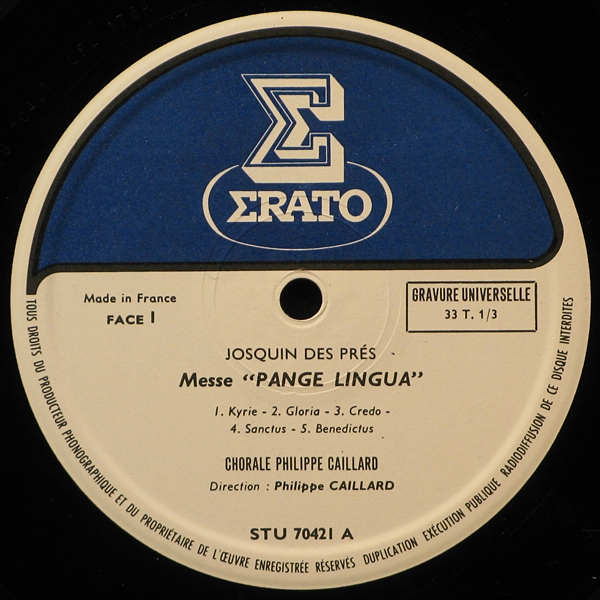 ΣRATO
Made in France
FACE 1
GRAVURE UNIVERSELLE
33 T. 1/3
JOSQUIN DES PRÉS
Messe “PANGE LINGUA”
1. Kyrie - 2. Gloria - 3. Credo -
4. Sanctus - 5. Benedictus
CHORALE PHILIPPE CAILLARD
Direction : Philippe CAILLARD
STU 70421 A
TOUS DROITS DU PRODUCTEUR PHONOGRAPHIQUE ET DU PROPRIÉTAIRE DE L'ŒUVRE ENREGISTRÉE RÉSERVÉS DUPLICATION EXÉCUTION PUBLIQUE RADIODIFFUSION DE CE DISQUE INTERDITES